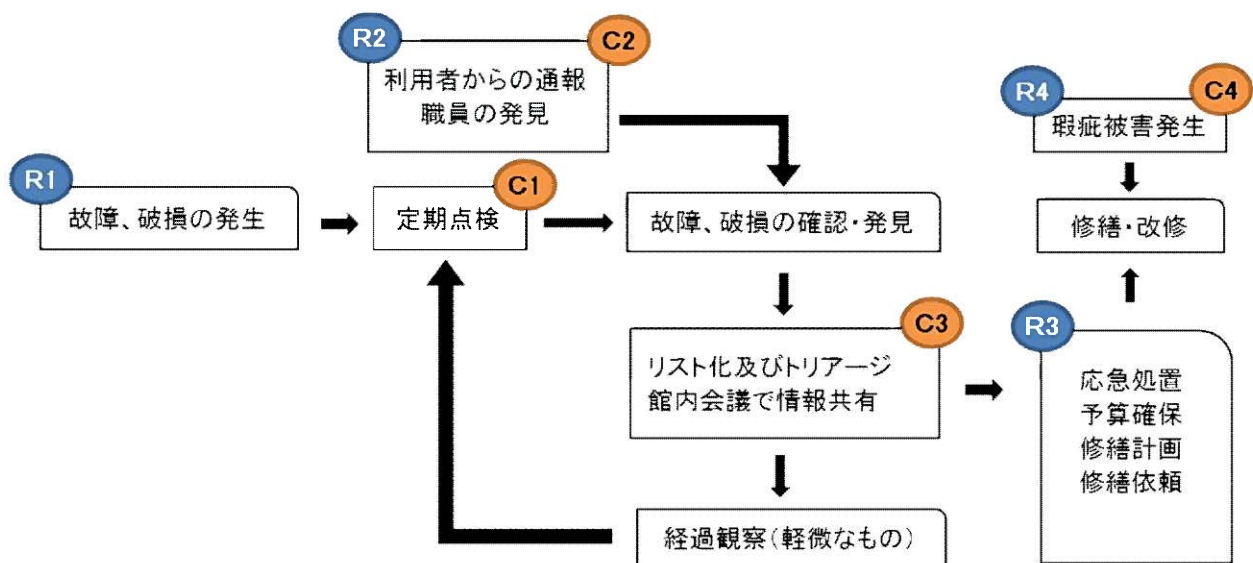 R2
C2
利用者からの通報
職員の発見
R4
C4
瑕疵被害発生
R1
故障、破損の発生
C1
定期点検
故障、破損の確認・発見
修繕・改修
C3
リスト化及びトリアージ
館内会議で情報共有
R3
応急処置
予算確保
修繕計画
修繕依頼
経過観察(軽微なもの)